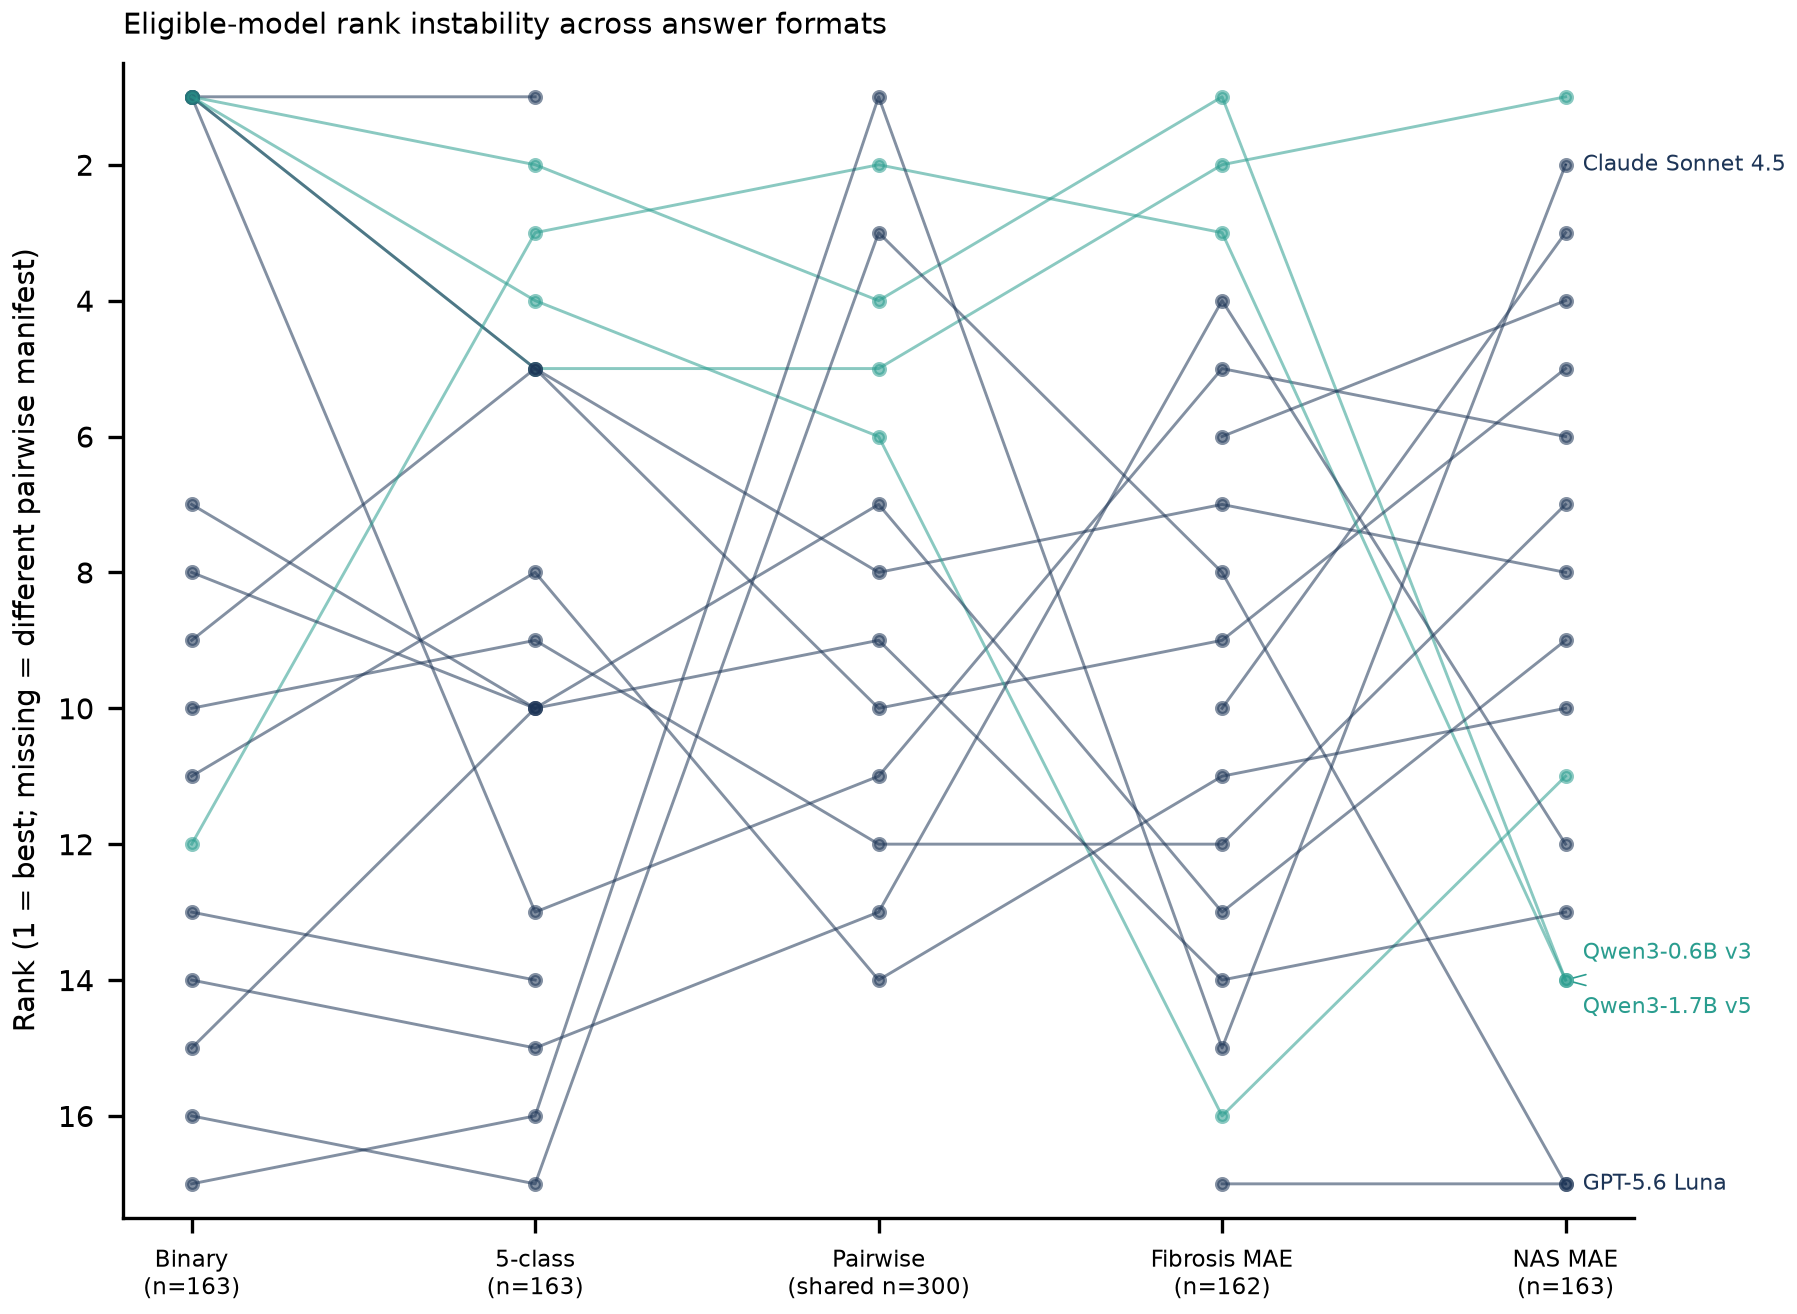 Eligible-model rank instability across answer formats
Rank (1 = best; missing = different pairwise manifest)
2
4
6
8
10
12
14
16
Claude Sonnet 4.5
Qwen3-0.6B v3
Qwen3-1.7B v5
GPT-5.6 Luna
Binary
(n=163)
5-class
(n=163)
Pairwise
(shared n=300)
Fibrosis MAE
(n=162)
NAS MAE
(n=163)